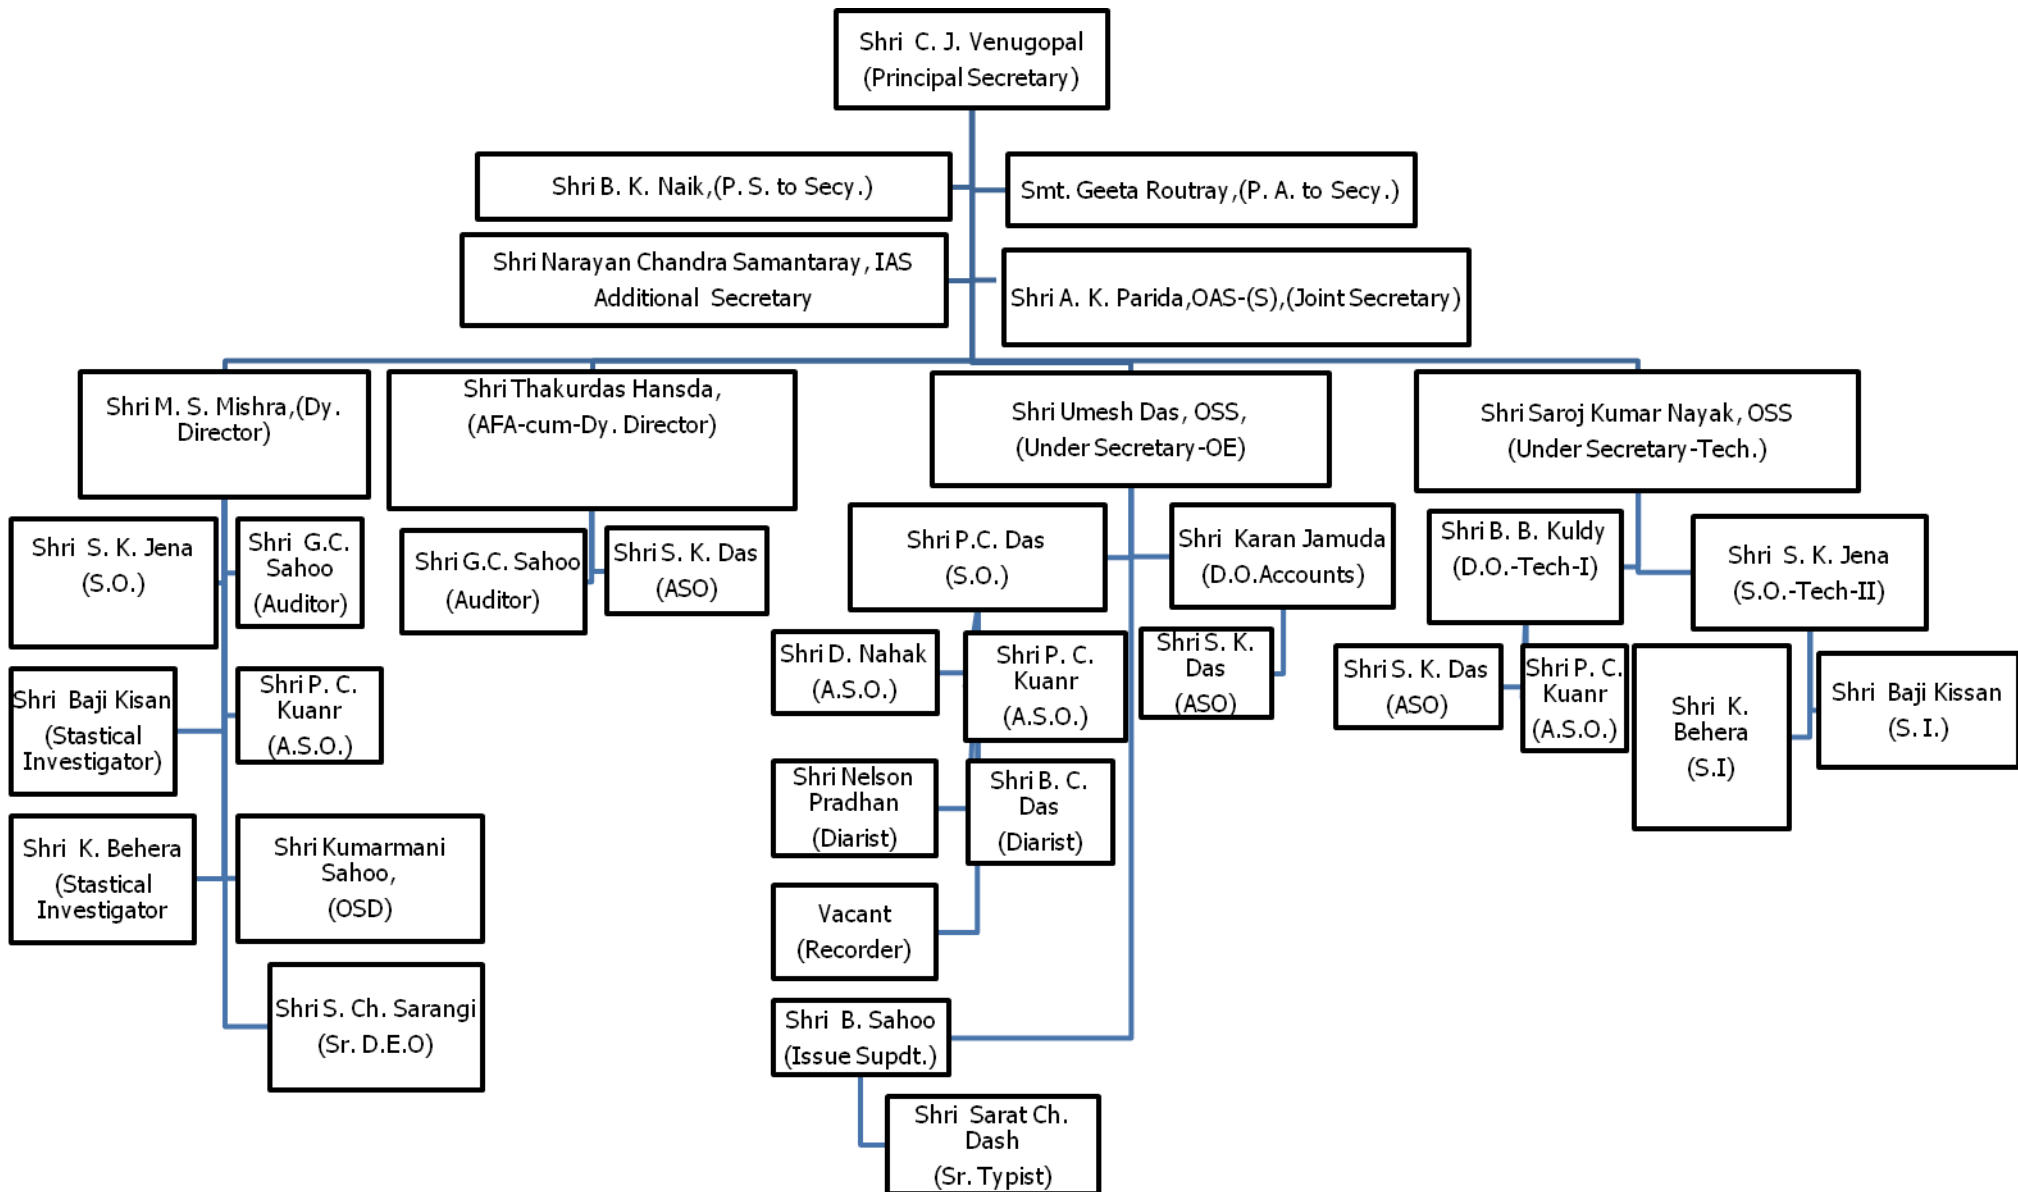 Shri C. J. Venugopal
(Principal Secretary)
Shri B. K. Naik,(P. S. to Secy.)
Smt. Geeta Routray,(P. A. to Secy.)
Shri Narayan Chandra Samantaray, IAS
Additional Secretary
Shri A. K. Parida,OAS-(S),(Joint Secretary)
Shri M. S. Mishra,(Dy.
Director)
Shri Thakurdas Hansda,
(AFA-cum-Dy. Director)
Shri Umesh Das, OSS,
(Under Secretary-OE)
Shri Saroj Kumar Nayak, OSS
(Under Secretary-Tech.)
Shri S. K. Jena
(S.O.)
Shri G.C.
Sahoo
(Auditor)
Shri Baji Kisan
(Stastical
Investigator)
Shri P. C.
Kuanr
(A.S.O.)
Shri K. Behera
(Stastical
Investigator
Shri Kumarmani
Sahoo,
(OSD)
Shri S. Ch. Sarangi
(Sr. D.E.O)
Shri G.C. Sahoo
(Auditor)
Shri S. K. Das
(ASO)
Shri P.C. Das
(S.O.)
Shri Karan Jamuda
(D.O.Accounts)
Shri D. Nahak
(A.S.O.)
Shri P. C.
Kuanr
(A.S.O.)
Shri S. K.
Das
(ASO)
Shri Nelson
Pradhan
(Diarist)
Shri B. C.
Das
(Diarist)
Vacant
(Recorder)
Shri B. Sahoo
(Issue Supdt.)
Shri Sarat Ch.
Dash
(Sr. Typist)
Shri B. B. Kuldy
(D.O.-Tech-I)
Shri S. K. Jena
(S.O.-Tech-II)
Shri S. K. Das
(ASO)
Shri P. C.
Kuanr
(A.S.O.)
Shri K.
Behera
(S.I)
Shri Baji Kissan
(S. I.)